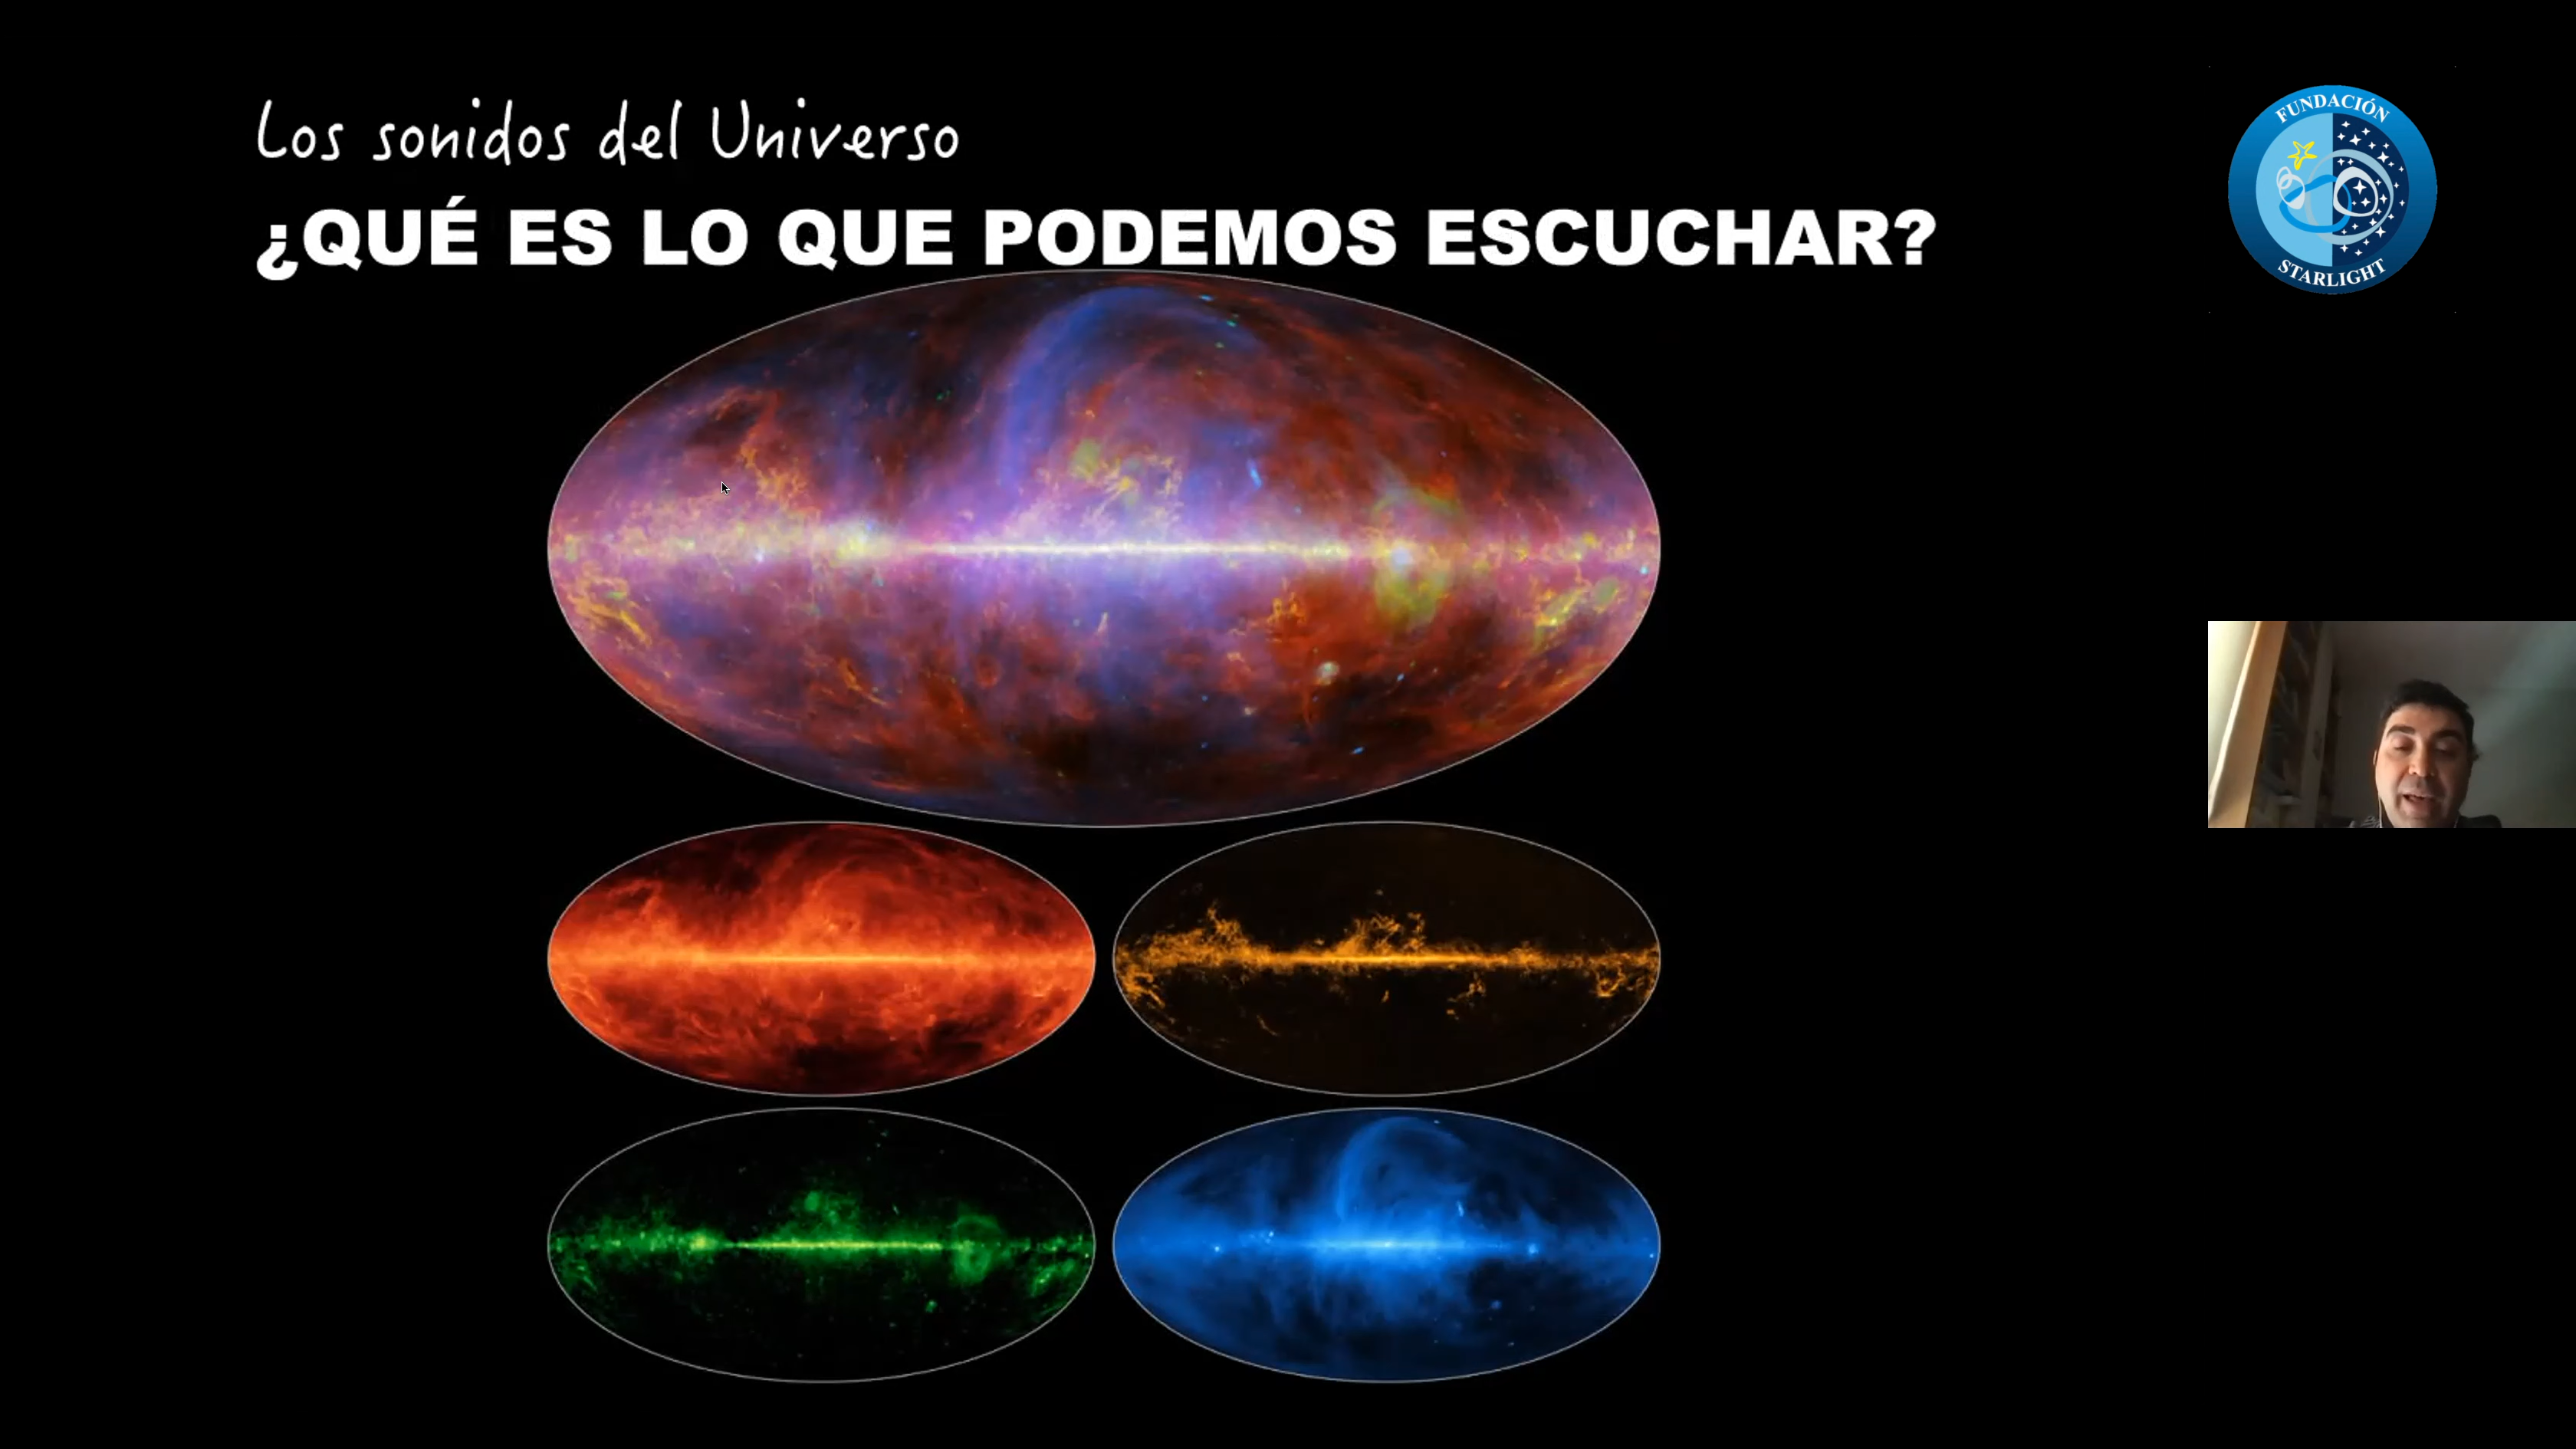 Los sonidos del Universo
¿QUÉ ES LO QUE PODEMOS ESCUCHAR?
FUNDACIÓN
STARLIGHT